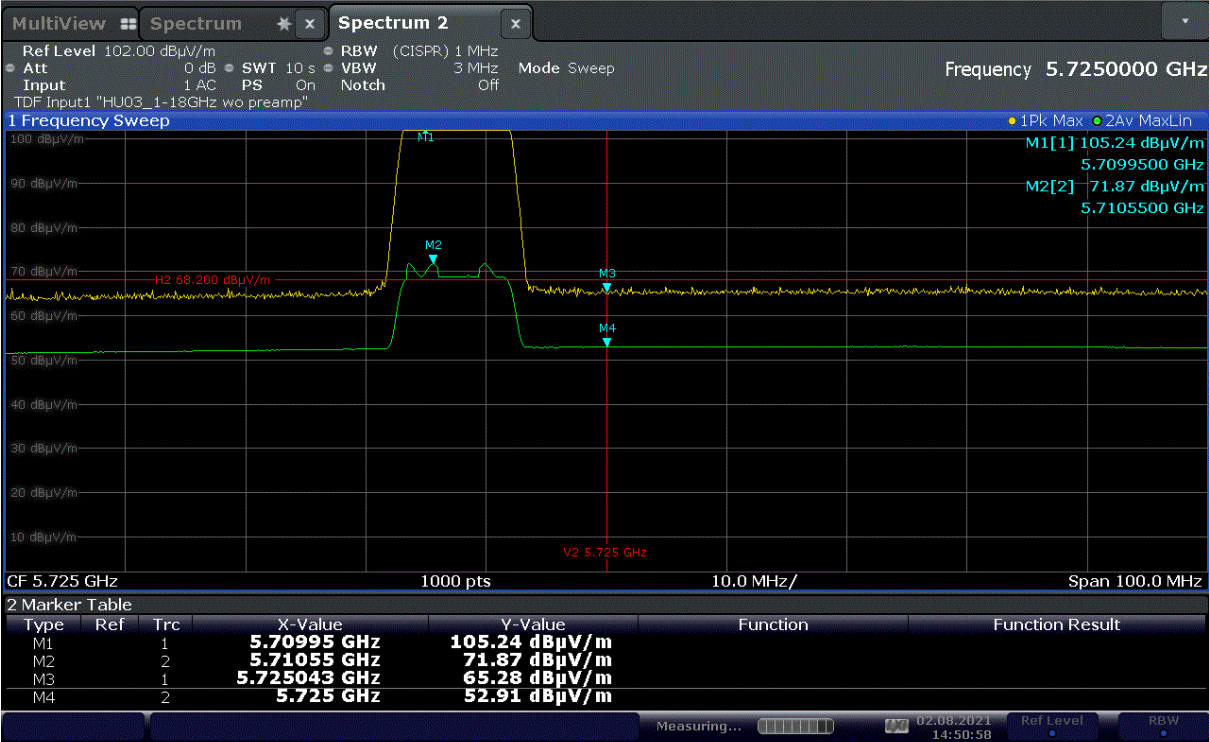 MultiView Spectrum ✱ x Spectrum 2 x
Ref Level 102.00 dBµV/m RBW (CISPR) 1 MHz
Att 0 dB SWT 10 s VBW 3 MHz Mode Sweep Frequency 5.7250000 GHz
Input 1 AC PS On Notch Off
TDF Input1 "HU03_1-18GHz wo preamp"
1 Frequency Sweep 1Pk Max 2Av MaxLin
100 dBµV/m M1 M1[1] 105.24 dBµV/m
5.7099500 GHz
90 dBµV/m M2[2] 71.87 dBµV/m
5.7105500 GHz
80 dBµV/m
M2
70 dBµV/m M3
H2 68.200 dBµV/m
60 dBµV/m
M4
50 dBµV/m
40 dBµV/m
30 dBµV/m
20 dBµV/m
10 dBµV/m
V2 5.725 GHz
CF 5.725 GHz 1000 pts 10.0 MHz/ Span 100.0 MHz
2 Marker Table
Type Ref Trc X-Value Y-Value Function Function Result
M1 1 5.70995 GHz 105.24 dBµV/m
M2 2 5.71055 GHz 71.87 dBµV/m
M3 1 5.725043 GHz 65.28 dBµV/m
M4 2 5.725 GHz 52.91 dBµV/m
Measuring... 02.08.2021 Ref Level RBW
14:50:58